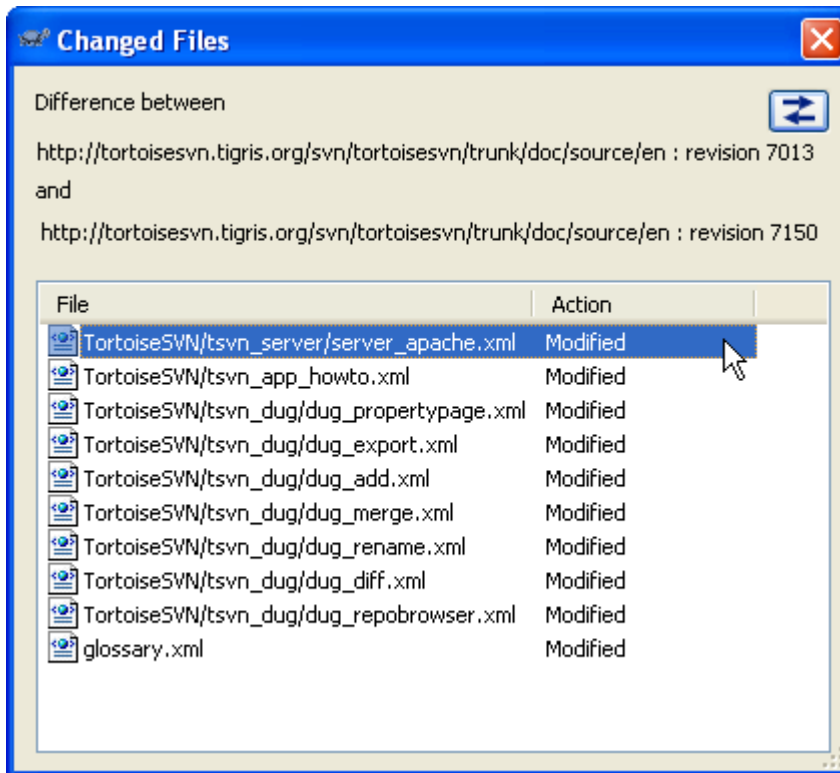 Changed Files
Difference between
http://tortoisesvn.tigris.org/svn/tortoisesvn/trunk/doc/source/en : revision 7013
and
http://tortoisesvn.tigris.org/svn/tortoisesvn/trunk/doc/source/en : revision 7150
File Action
TortoiseSVN/tsvn_server/server_apache.xml Modified
TortoiseSVN/tsvn_app_howto.xml Modified
TortoiseSVN/tsvn_dug/dug_propertypage.xml Modified
TortoiseSVN/tsvn_dug/dug_export.xml Modified
TortoiseSVN/tsvn_dug/dug_add.xml Modified
TortoiseSVN/tsvn_dug/dug_merge.xml Modified
TortoiseSVN/tsvn_dug/dug_rename.xml Modified
TortoiseSVN/tsvn_dug/dug_diff.xml Modified
TortoiseSVN/tsvn_dug/dug_repobrowser.xml Modified
glossary.xml Modified